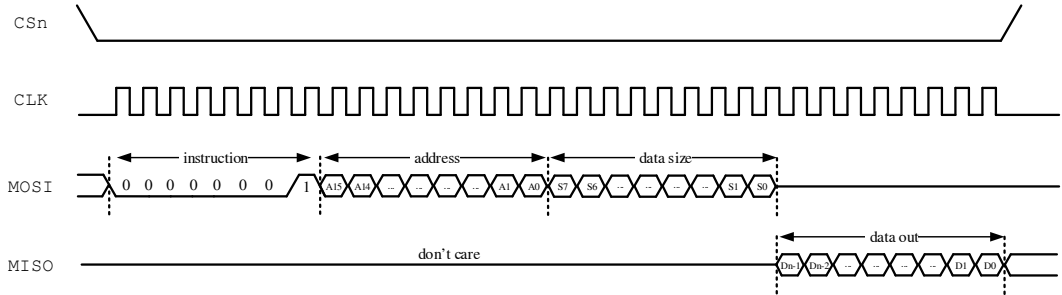 CSn
CLK
instruction address data size
MOSI 0 0 0 0 0 0 0 1 A15 A14 ... ... ... ... A1 A0 S7 S6 ... ... ... ... S1 S0
data out
don't care
MISO Dn-1 Dn-2 ... ... ... ... D1 D0